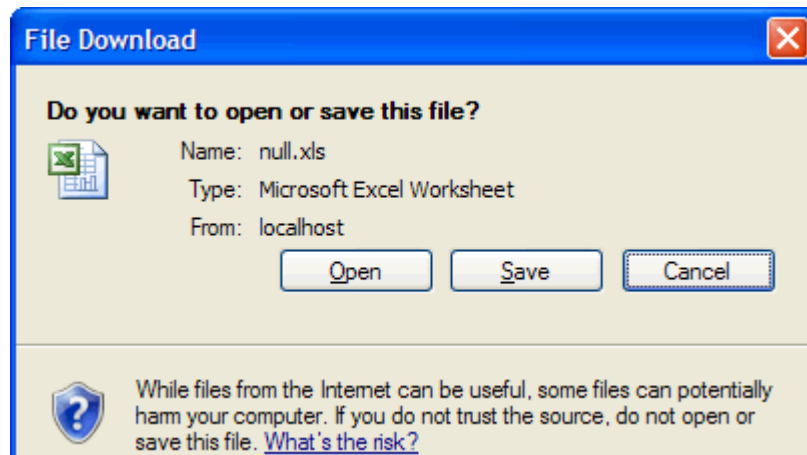 File Download
Do you want to open or save this file?
Name: null.xls
Type: Microsoft Excel Worksheet
From: localhost
Open Save Cancel
While files from the Internet can be useful, some files can potentially
harm your computer. If you do not trust the source, do not open or
save this file. What's the risk?